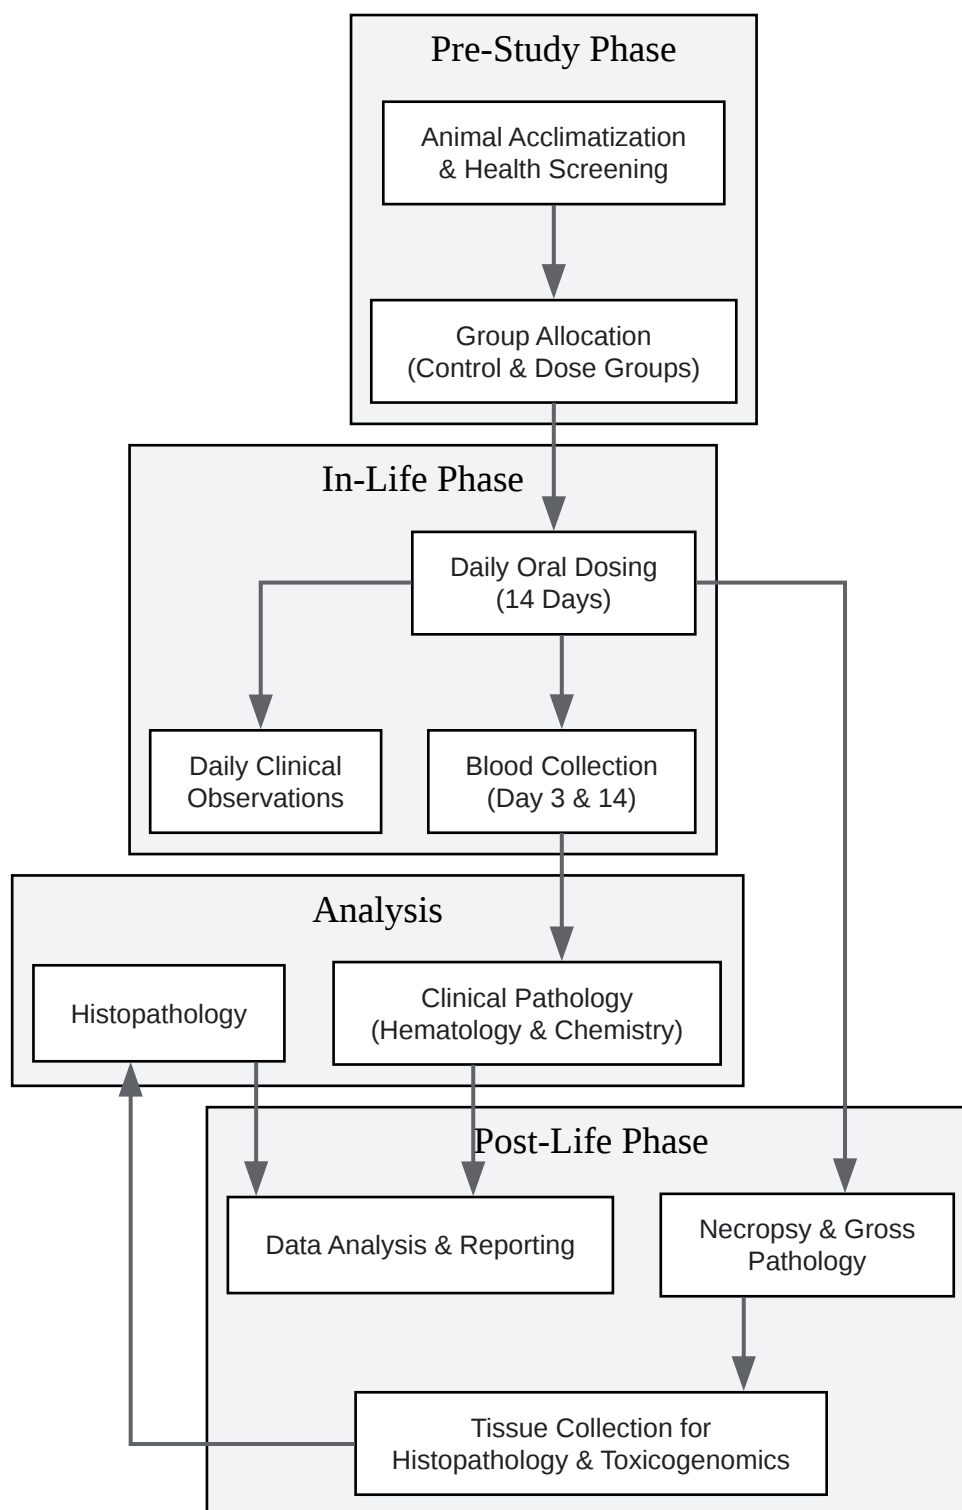 Pre-Study Phase
Animal Acclimatization
& Health Screening
Group Allocation
(Control & Dose Groups)
In-Life Phase
Daily Oral Dosing
(14 Days)
Daily Clinical
Observations
Blood Collection
(Day 3 & 14)
Analysis
Histopathology
Clinical Pathology
(Hematology & Chemistry)
Post-Life Phase
Data Analysis & Reporting
Necropsy & Gross
Pathology
Tissue Collection for
Histopathology & Toxicogenomics